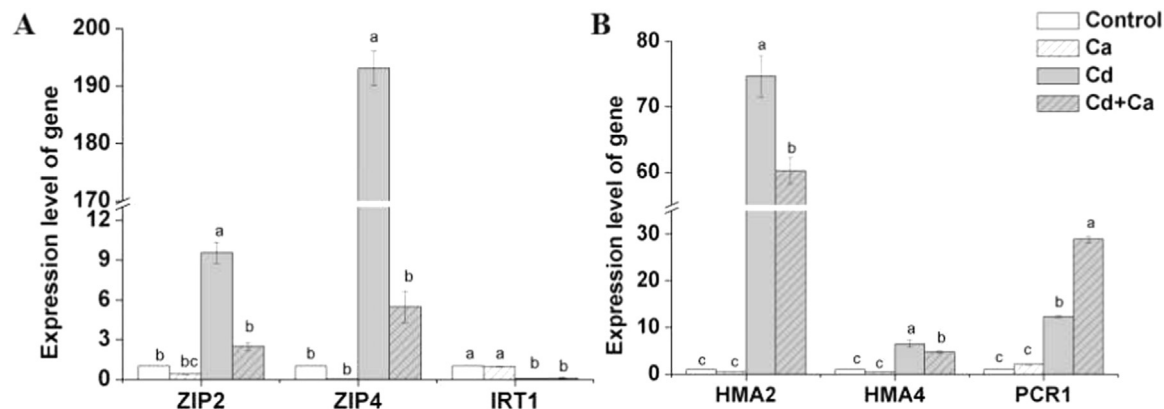 A
Expression level of gene
200
190
180
170
12
9
6
3
0
b bc a b
b b a b
a a b b
ZIP2 ZIP4 IRT1
B
Expression level of gene
80
70
60
30
20
10
0
c c a b
c c a b
c c b a
HMA2 HMA4 PCR1
Control
Ca
Cd
Cd+Ca